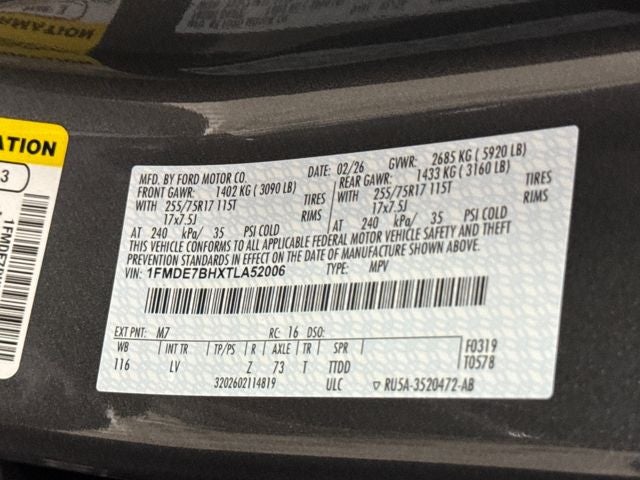 ATION
3
MFD. BY FORD MOTOR CO. DATE: 02/26 GVWR: 2685 KG ( 5920 LB)
FRONT GAWR: 1402 KG ( 3090 LB) REAR GAWR: 1433 KG ( 3160 LB)
WITH 255/75R17 115T TIRES WITH 255/75R17 115T TIRES
17x7.5J RIMS 17x7.5J RIMS
AT 240 kPa/ 35 PSI COLD AT 240 kPa/ 35 PSI COLD
THIS VEHICLE CONFORMS TO ALL APPLICABLE FEDERAL MOTOR VEHICLE SAFETY AND THEFT
PREVENTION STANDARDS IN EFFECT ON THE DATE OF MANUFACTURE SHOWN ABOVE.
VIN: 1FMDE7BHXTLA52006 TYPE: MPV
EXT PNT: M7 RC: 16 DSO: F0319
WB INT TR TP/PS R AXLE TR SPR T0578
116 LV Z 73 T TTDD
3202602114819 ULC RU5A-3520472-AB